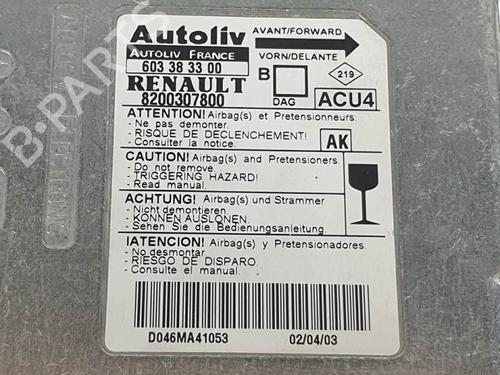 Autoliv
AVANT/FORWARD
AUTOLIV FRANCE
VORN/DELANTE
603 38 33 00
B
219
RENAULT
8200307800
DAG
ACU4
ATTENTION! Airbag(s) et Pretensionneurs.
- Ne pas demonter.
- RISQUE DE DECLENCHEMENT!
- Consulter la notice.
AK
CAUTION! Airbag(s) and Pretensioners.
- Do not remove.
- TRIGGERING HAZARD!
- Read manual.
ACHTUNG! Airbag(s) und Strammer
- Nicht demontieren.
- KONNEN AUSLONEN.
- Sehen Sie die Bedienungsanleitung.
IATENCION! Airbag(s) y Pretensionadores.
- No desmontar.
- RIESGO DE DISPARO.
- Consulte el manual.
D046MA41053
02/04/03
B-PARTS